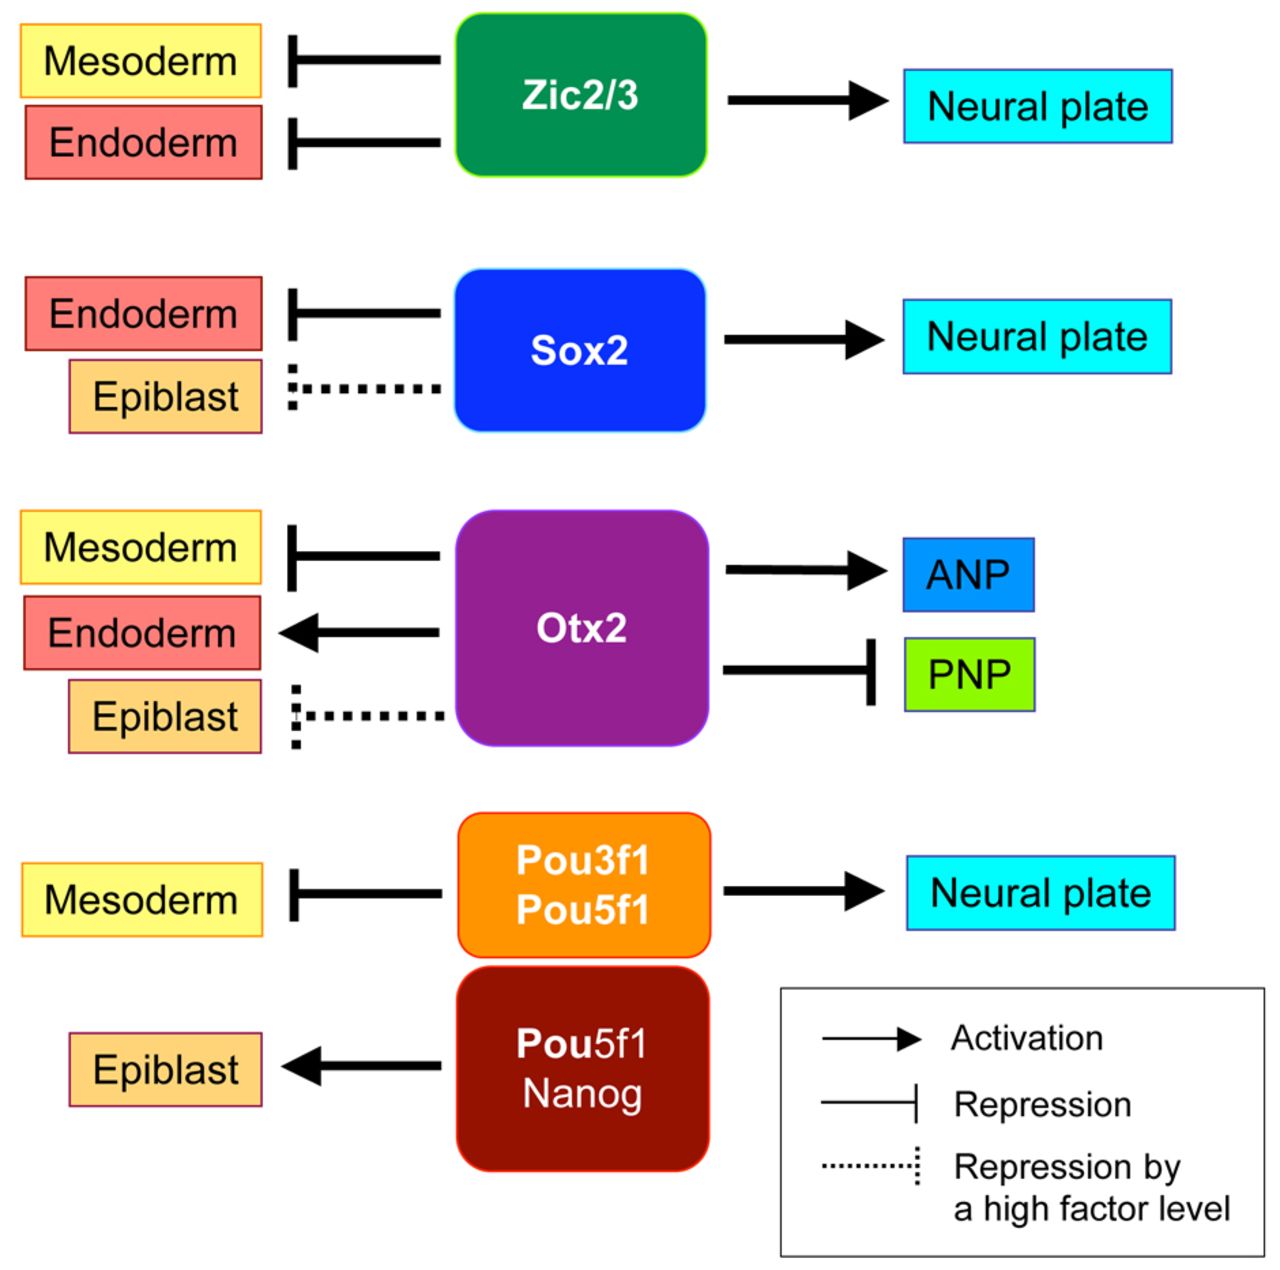 Mesoderm
Endoderm
Zic2/3
Neural plate
Endoderm
Epiblast
Sox2
Neural plate
Mesoderm
Endoderm
Epiblast
Otx2
ANP
PNP
Mesoderm
Pou3f1
Pou5f1
Neural plate
Epiblast
Pou5f1
Nanog
Activation
Repression
Repression by
a high factor level